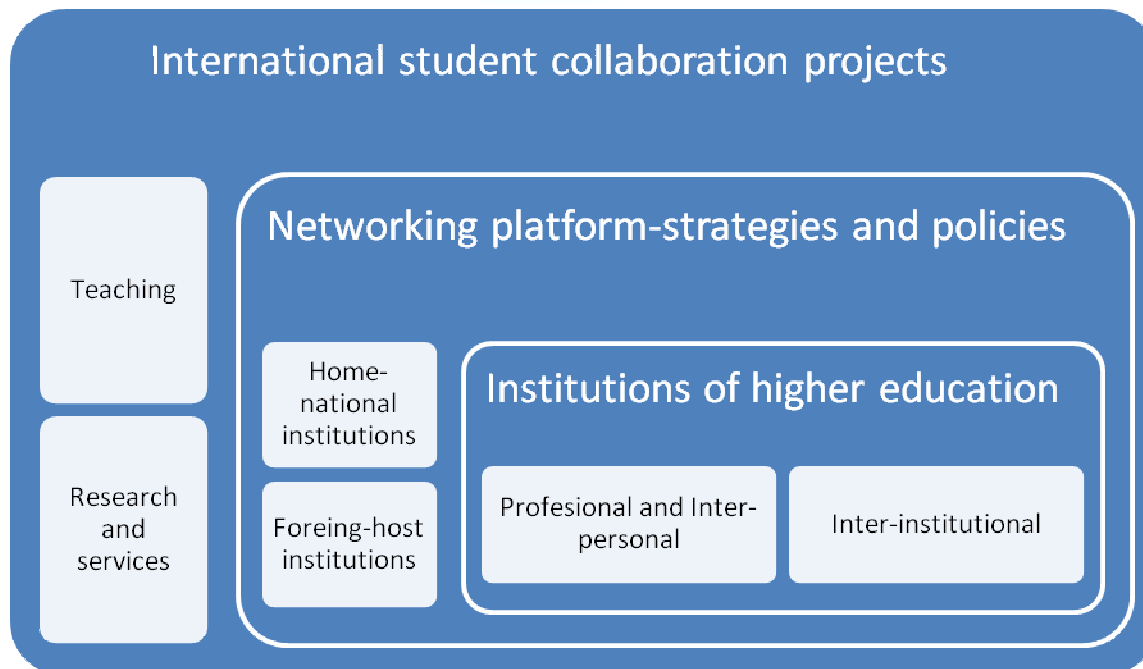 International student collaboration projects
Networking platform-strategies and policies
Teaching
Research
and
services
Home-
national
institutions
Foreing-host
institutions
Institutions of higher education
Profesional and Inter-
personal
Inter-institutional